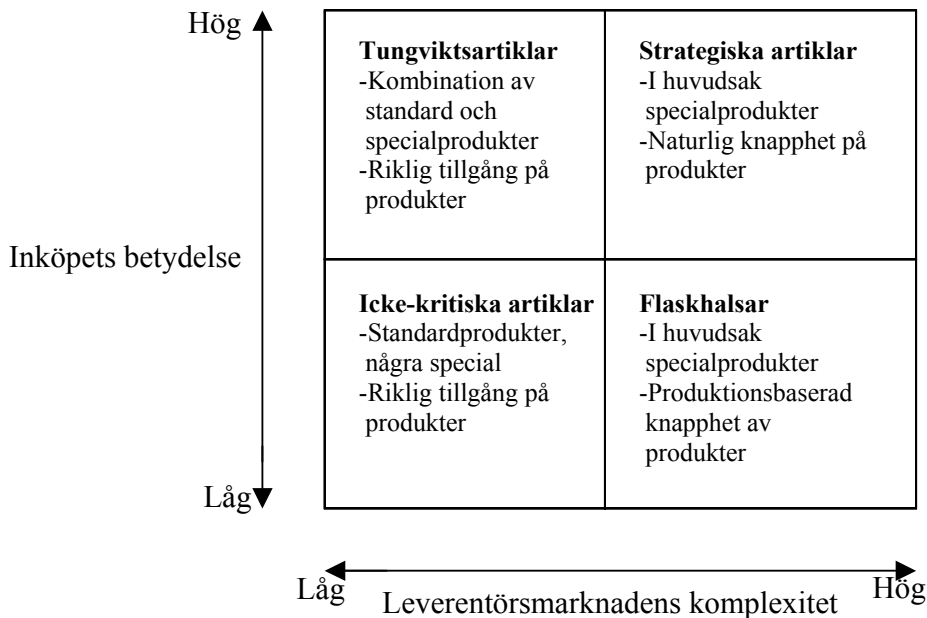 Hög
Tungviktsartiklar
-Kombination av
standard och
specialprodukter
-Riklig tillgång på
produkter
Strategiska artiklar
-I huvudsak
specialprodukter
-Naturlig knapphet på
produkter
Inköpets betydelse
Icke-kritiska artiklar
-Standardprodukter,
några special
-Riklig tillgång på
produkter
Flaskhalsar
-I huvudsak
specialprodukter
-Produktionsbaserad
knapphet av
produkter
Låg
Låg
Hög
Leverentörsmarknadens komplexitet